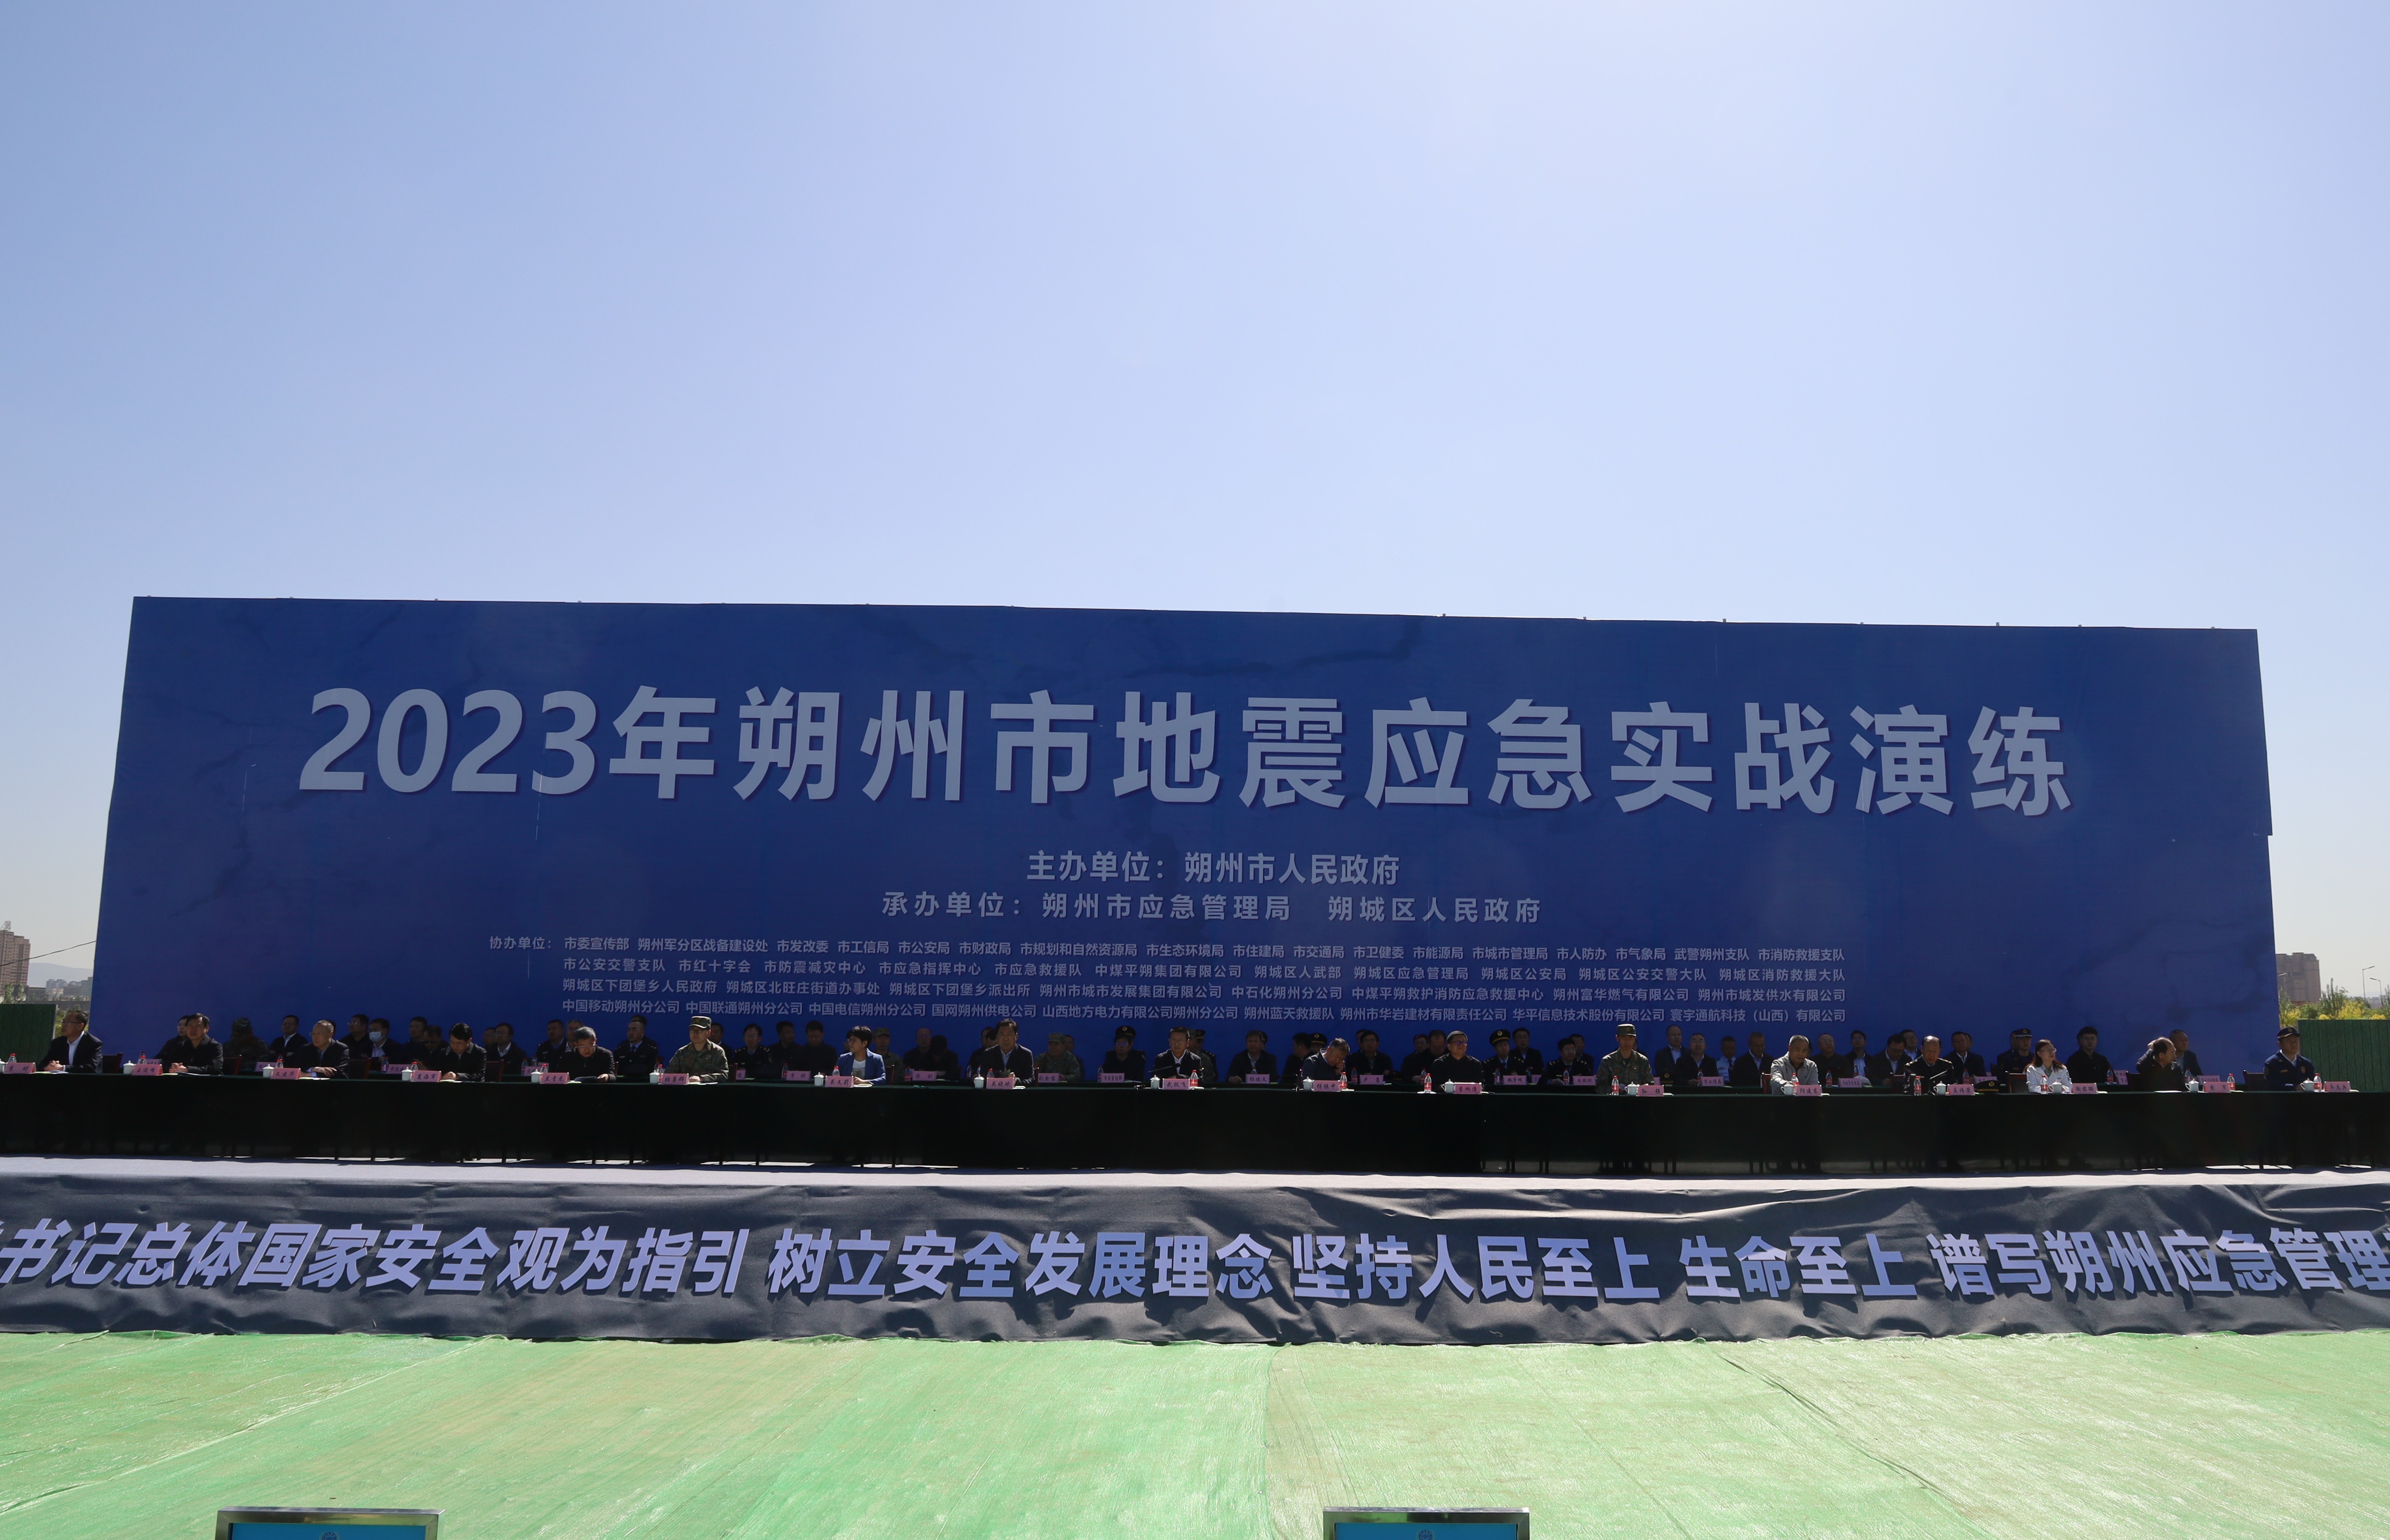 2023年朔州市地震应急实战演练
主办单位：朔州市人民政府
承办单位：朔州市应急管理局 朔城区人民政府
协办单位：市委宣传部 朔州军分区战备建设处 市发改委 市工信局 市公安局 市财政局 市规划和自然资源局 市生态环境局 市住建局 市交通局 市卫健委 市能源局 市城市管理局 市人防办 市气象局 武警朔州支队 市消防救援支队
市公安交警支队 市红十字会 市防震减灾中心 市应急指挥中心 市应急救援队 中煤平朔集团有限公司 朔城区人武部 朔城区应急管理局 朔城区公安局 朔城区公安交警大队 朔城区消防救援大队
朔城区下团堡乡人民政府 朔城区北旺庄街道办事处 朔城区下团堡乡派出所 朔州市城市发展集团有限公司 中石化朔州分公司 中煤平朔救护消防应急救援中心 朔州富华燃气有限公司 朔州市城发供水有限公司
中国移动朔州分公司 中国联通朔州分公司 中国电信朔州分公司 国网朔州供电公司 山西地方电力有限公司朔州分公司 朔州蓝天救援队 朔州市华岩建材有限责任公司 华平信息技术股份有限公司 寰宇通航科技（山西）有限公司
书记总体国家安全观为指引 树立安全发展理念 坚持人民至上 生命至上 谱写朔州应急管理